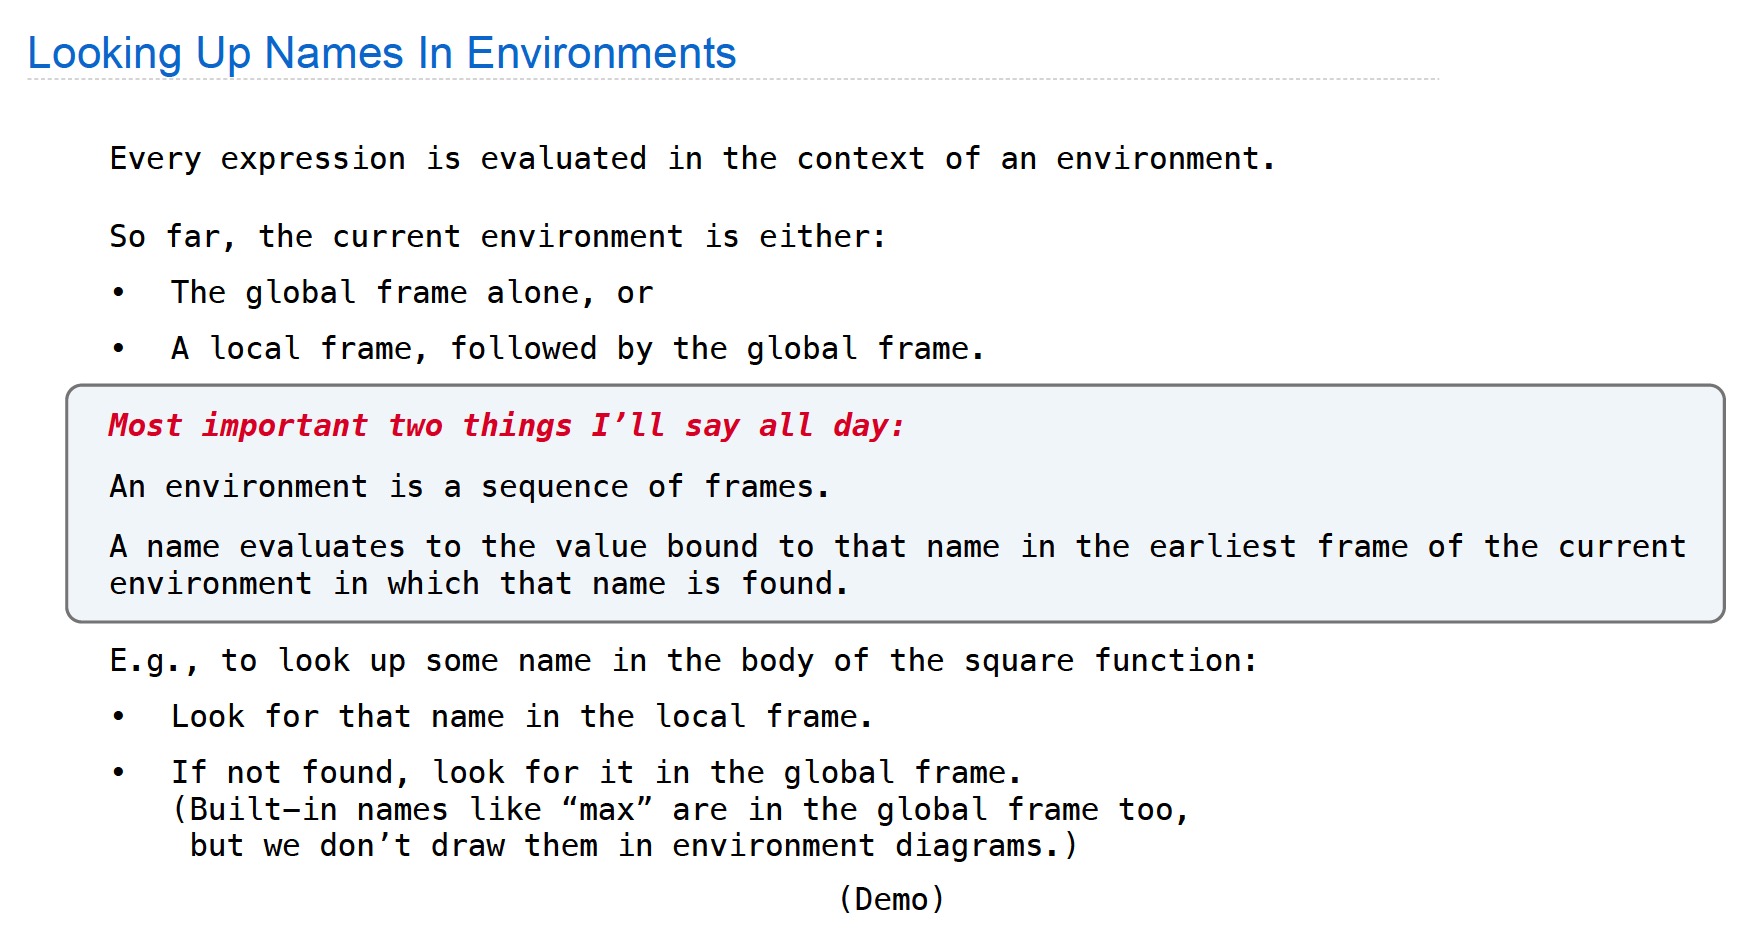 Looking Up Names In Environments
Every expression is evaluated in the context of an environment.
So far, the current environment is either:
• The global frame alone, or
• A local frame, followed by the global frame.
Most important two things I’ll say all day:
An environment is a sequence of frames.
A name evaluates to the value bound to that name in the earliest frame of the current
environment in which that name is found.
E.g., to look up some name in the body of the square function:
• Look for that name in the local frame.
• If not found, look for it in the global frame.
(Built–in names like “max” are in the global frame too,
but we don’t draw them in environment diagrams.)
(Demo)